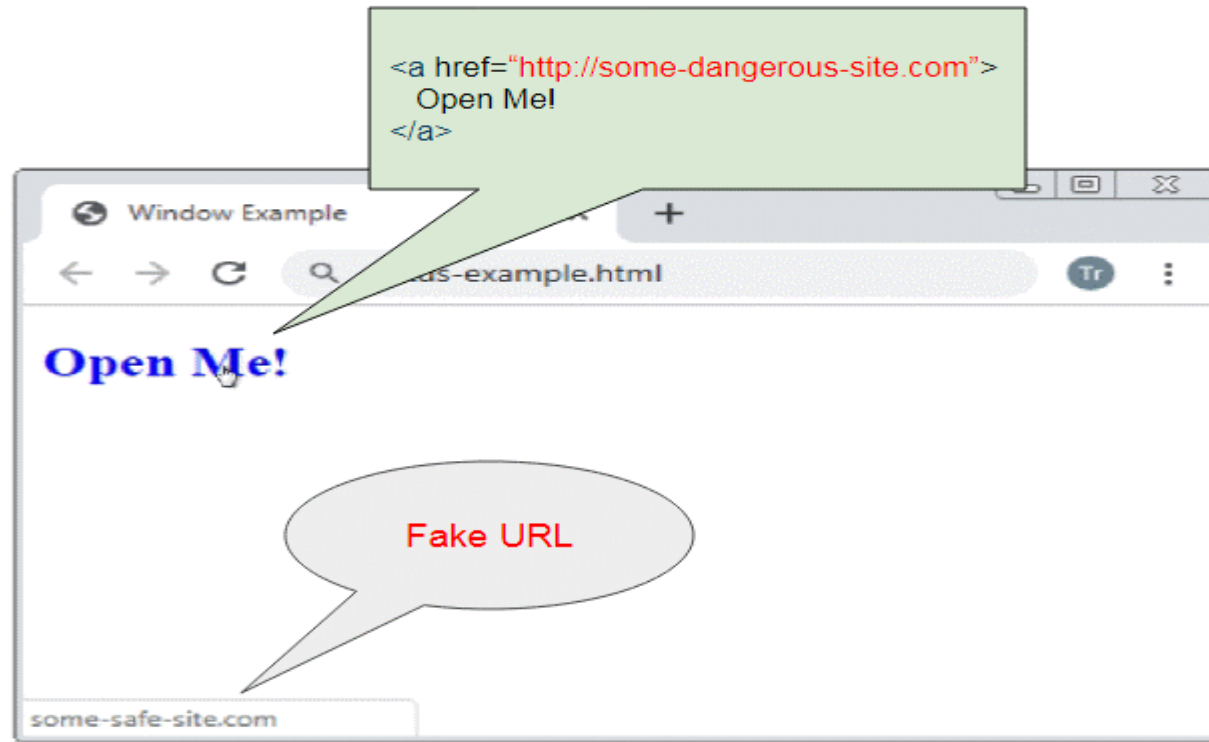 <a href=“http://some-dangerous-site.com”>
Open Me!
</a>
Window Example
-example.html
Tr
Open Me!
Fake URL
some-safe-site.com